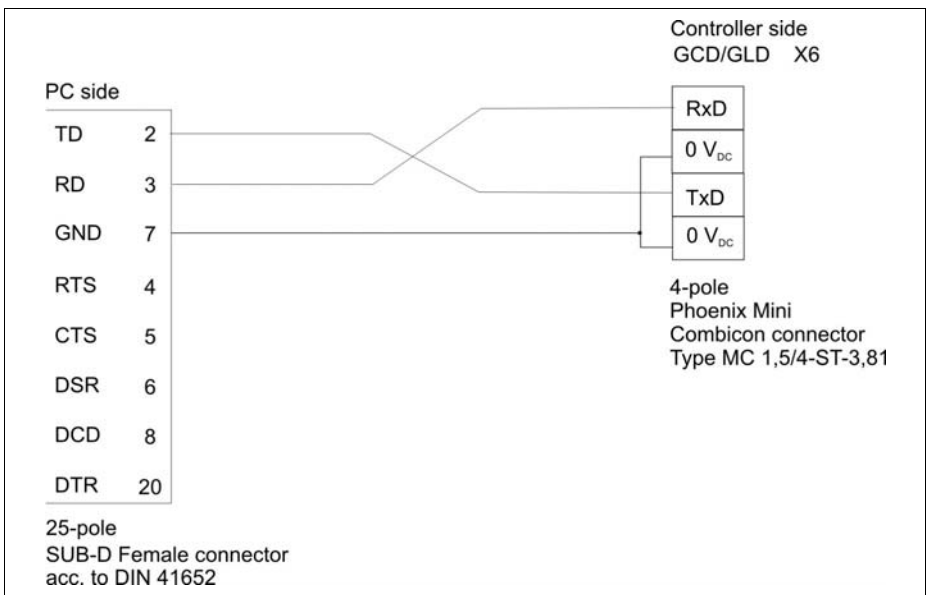 Controller side
GCD/GLD X6
PC side
TD 2
RD 3
GND 7
RTS 4
CTS 5
DSR 6
DCD 8
DTR 20
25-pole
SUB-D Female connector
acc. to DIN 41652
RxD
0 VDC
TxD
0 VDC
4-pole
Phoenix Mini
Combicon connector
Type MC 1,5/4-ST-3,81